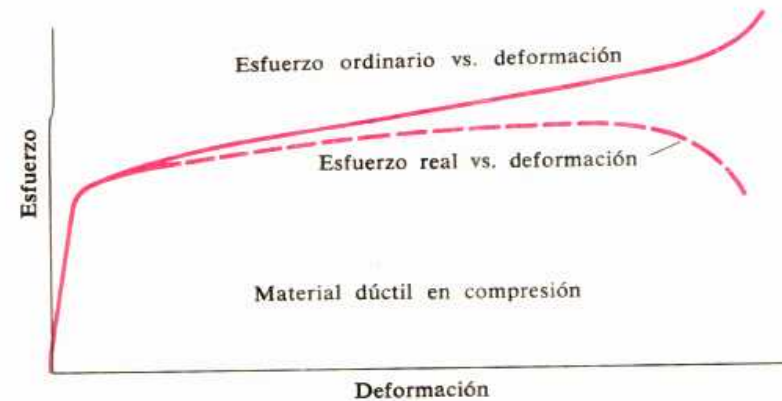 Esfuerzo ordinario vs. deformación
Esfuerzo
Esfuerzo real vs. deformación
Material dúctil en compresión
Deformación